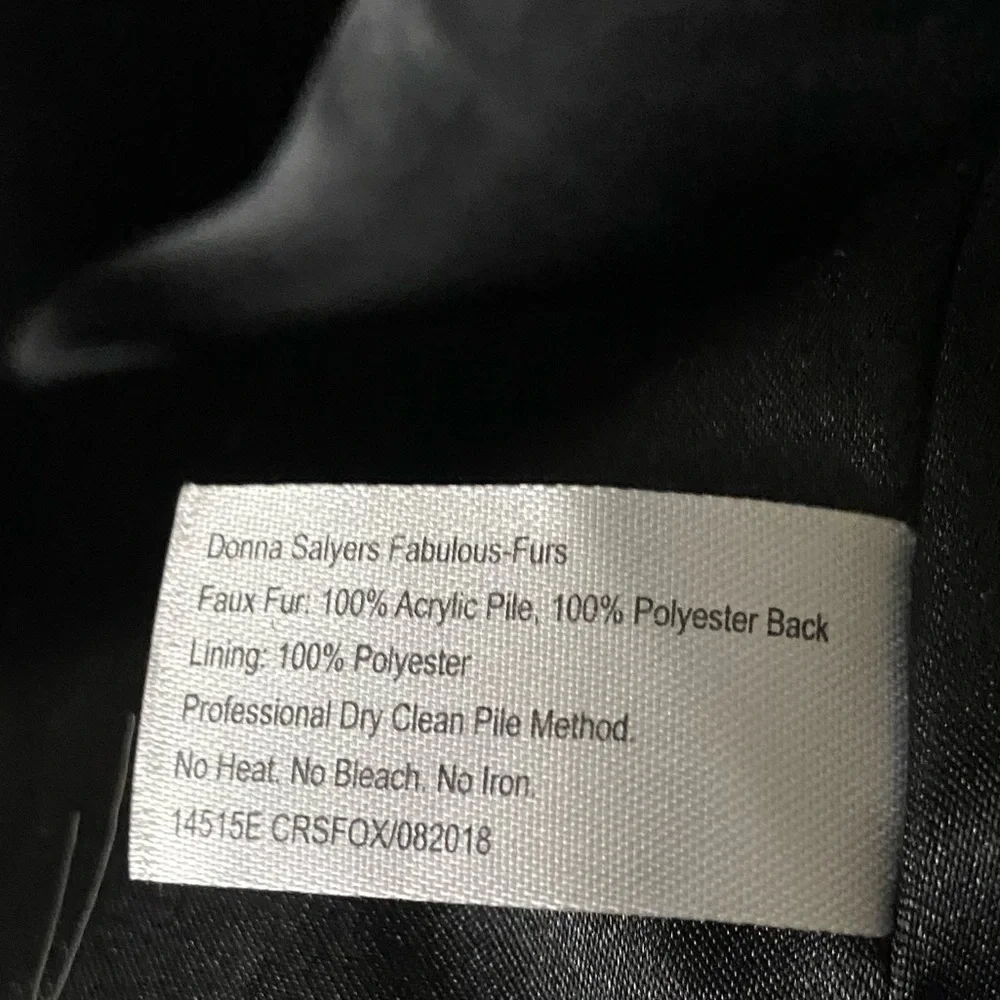 Donna Salyers Fabulous-Furs
Faux Fur: 100% Acrylic Pile, 100% Polyester Back
Lining: 100% Polyester
Professional Dry Clean Pile Method.
No Heat. No Bleach. No Iron.
14515E CRSFOX/082018